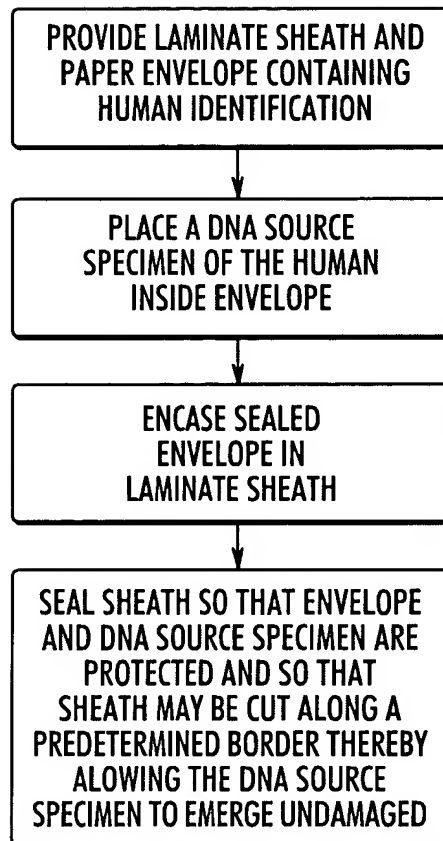 PROVIDE LAMINATE SHEATH AND
PAPER ENVELOPE CONTAINING
HUMAN IDENTIFICATION
PLACE A DNA SOURCE
SPECIMEN OF THE HUMAN
INSIDE ENVELOPE
ENCASE SEALED
ENVELOPE IN
LAMINATE SHEATH
SEAL SHEATH SO THAT ENVELOPE
AND DNA SOURCE SPECIMEN ARE
PROTECTED AND SO THAT
SHEATH MAY BE CUT ALONG A
PREDETERMINED BORDER THEREBY
ALOWING THE DNA SOURCE
SPECIMEN TO EMERGE UNDAMAGED